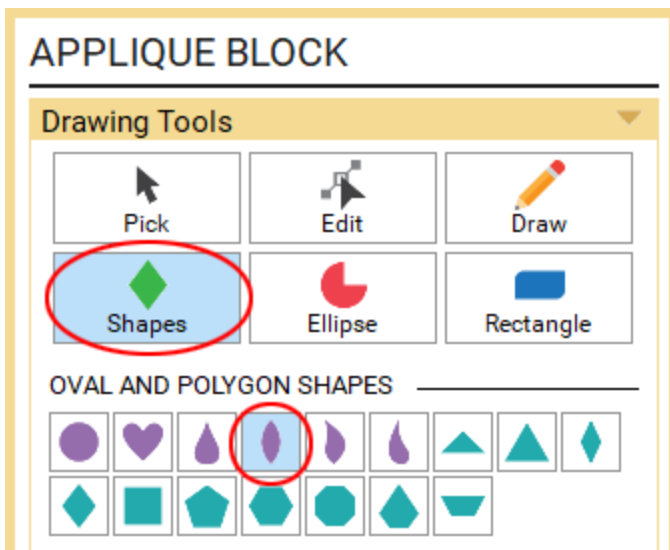 APPLIQUE BLOCK
Drawing Tools
Pick Edit Draw
Shapes Ellipse Rectangle
OVAL AND POLYGON SHAPES